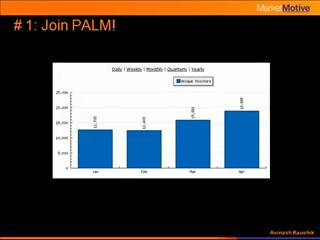 MarketMotive
# 1: Join PALM!
Daily | Weekly | Monthly | Quarterly | Yearly
Unique Visitors
25,000
20,000
15,000
10,000
5,000
0
Jan
Feb
Mar
Apr
Avinash Kaushik